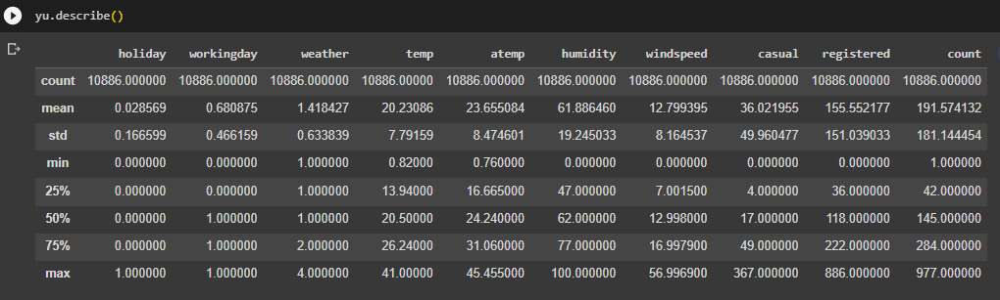 yu.describe()
holiday workingday weather temp atemp humidity windspeed casual registered count
count 10886.000000 10886.000000 10886.000000 10886.00000 10886.000000 10886.000000 10886.000000 10886.000000 10886.000000 10886.000000
mean 0.028569 0.680875 1.418427 20.23086 23.655084 61.886460 12.799395 36.021955 155.552177 191.574132
std 0.166599 0.466159 0.633839 7.79159 8.474601 19.245033 8.164537 49.960477 151.039033 181.144454
min 0.000000 0.000000 1.000000 0.82000 0.760000 0.000000 0.000000 0.000000 0.000000 1.000000
25% 0.000000 0.000000 1.000000 13.94000 16.665000 47.000000 7.001500 4.000000 36.000000 42.000000
50% 0.000000 1.000000 1.000000 20.50000 24.240000 62.000000 12.998000 17.000000 118.000000 145.000000
75% 0.000000 1.000000 2.000000 26.24000 31.060000 77.000000 16.997900 49.000000 222.000000 284.000000
max 1.000000 1.000000 4.000000 41.00000 45.455000 100.000000 56.996900 367.000000 886.000000 977.000000